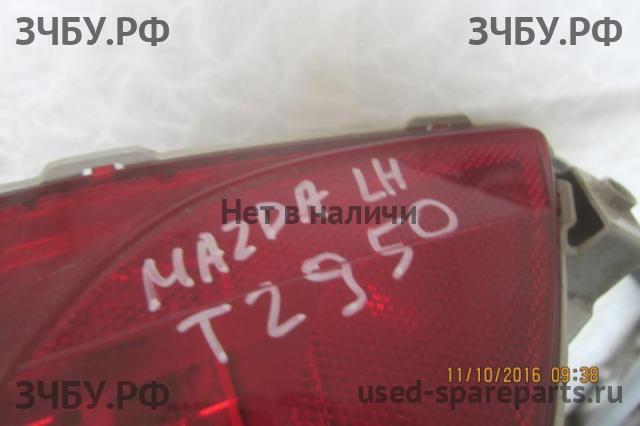 ЗЧБУ.РФ ЗЧБУ.РФ
MAZDA LH
Нет в наличи
T2950
11/10/2016 09:38
ЗЧБУ.РФ used-spareparts.ru